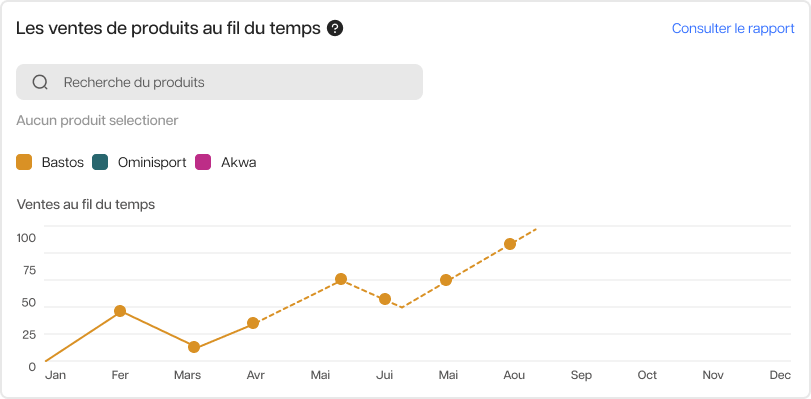 Les ventes de produits au fil du temps ?
Consulter le rapport
Recherche du produits
Aucun produit selectioner
Bastos Ominisport Akwa
Ventes au fil du temps
100
75
50
25
0
Jan Fer Mars Avr Mai Jui Mai Aou Sep Oct Nov Dec